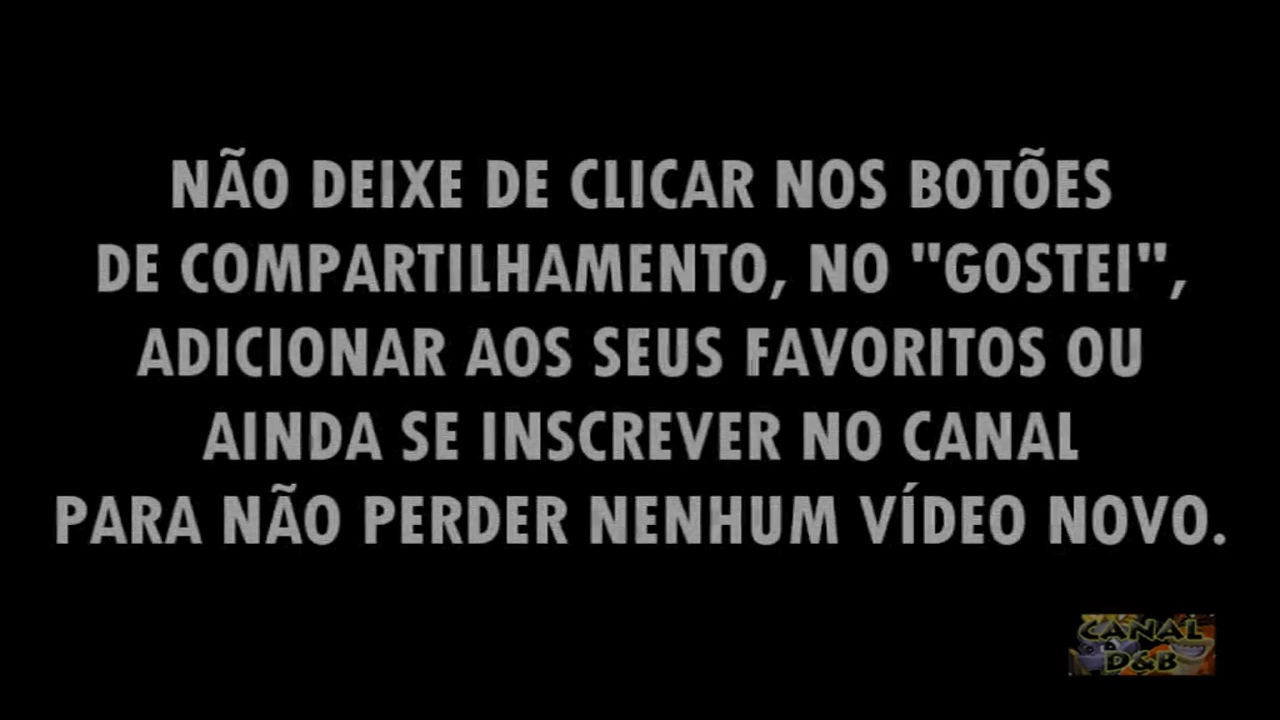 NÃO DEIXE DE CLICAR NOS BOTÕES
DE COMPARTILHAMENTO, NO "GOSTEI",
ADICIONAR AOS SEUS FAVORITOS OU
AINDA SE INSCREVER NO CANAL
PARA NÃO PERDER NENHUM VÍDEO NOVO.
CANAL
D&B